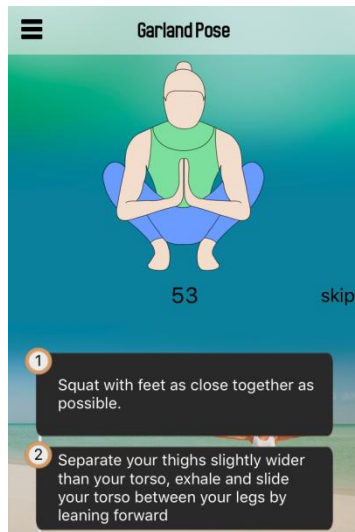 Garland Pose
53
skip
1
Squat with feet as close together as
possible.
2
Separate your thighs slightly wider
than your torso, exhale and slide
your torso between your legs by
leaning forward